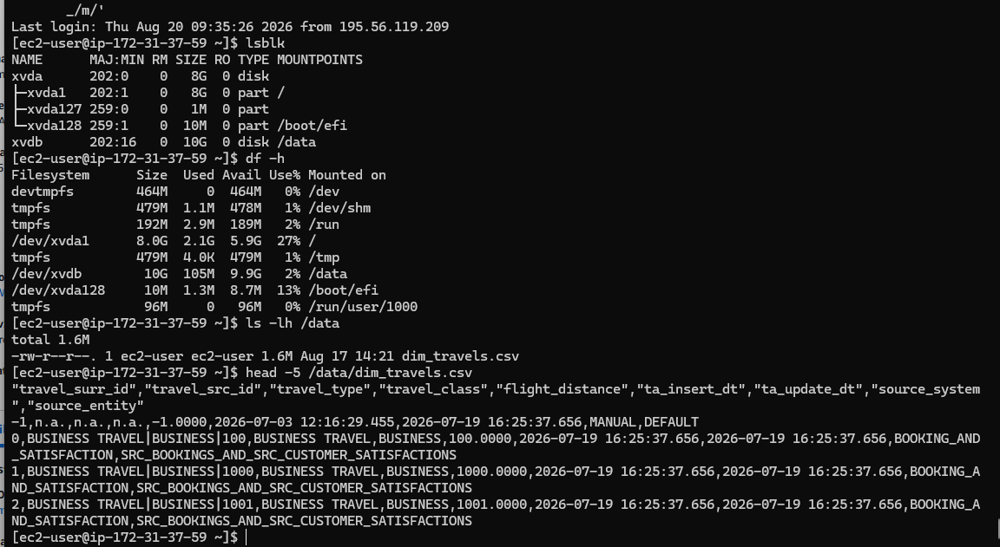 _/m/'
Last login: Thu Aug 20 09:35:26 2026 from 195.56.119.209
[ec2-user@ip-172-31-37-59 ~]$ lsblk
NAME      MAJ:MIN RM SIZE RO TYPE MOUNTPOINTS
xvda      202:0    0   8G  0 disk
├─xvda1   202:1    0   8G  0 part /
├─xvda127 259:0    0   1M  0 part
└─xvda128 259:1    0  10M  0 part /boot/efi
xvdb      202:16   0  10G  0 disk /data
[ec2-user@ip-172-31-37-59 ~]$ df -h
Filesystem      Size  Used Avail Use% Mounted on
devtmpfs        464M     0  464M   0% /dev
tmpfs           479M  1.1M  478M   1% /dev/shm
tmpfs           192M  2.9M  189M   2% /run
/dev/xvda1      8.0G  2.1G  5.9G  27% /
tmpfs           479M  4.0K  479M   1% /tmp
/dev/xvdb        10G  105M  9.9G   2% /data
/dev/xvda128     10M  1.3M  8.7M  13% /boot/efi
tmpfs            96M     0   96M   0% /run/user/1000
[ec2-user@ip-172-31-37-59 ~]$ ls -lh /data
total 1.6M
-rw-r--r--. 1 ec2-user ec2-user 1.6M Aug 17 14:21 dim_travels.csv
[ec2-user@ip-172-31-37-59 ~]$ head -5 /data/dim_travels.csv
"travel_surr_id","travel_src_id","travel_type","travel_class","flight_distance","ta_insert_dt","ta_update_dt","source_system
","source_entity"
-1,n.a.,n.a.,n.a.,-1.0000,2026-07-03 12:16:29.455,2026-07-19 16:25:37.656,MANUAL,DEFAULT
0,BUSINESS TRAVEL|BUSINESS|100,BUSINESS TRAVEL,BUSINESS,100.0000,2026-07-19 16:25:37.656,2026-07-19 16:25:37.656,BOOKING_AND
_SATISFACTION,SRC_BOOKINGS_AND_SRC_CUSTOMER_SATISFACTIONS
1,BUSINESS TRAVEL|BUSINESS|1000,BUSINESS TRAVEL,BUSINESS,1000.0000,2026-07-19 16:25:37.656,2026-07-19 16:25:37.656,BOOKING_A
ND_SATISFACTION,SRC_BOOKINGS_AND_SRC_CUSTOMER_SATISFACTIONS
2,BUSINESS TRAVEL|BUSINESS|1001,BUSINESS TRAVEL,BUSINESS,1001.0000,2026-07-19 16:25:37.656,2026-07-19 16:25:37.656,BOOKING_A
ND_SATISFACTION,SRC_BOOKINGS_AND_SRC_CUSTOMER_SATISFACTIONS
[ec2-user@ip-172-31-37-59 ~]$